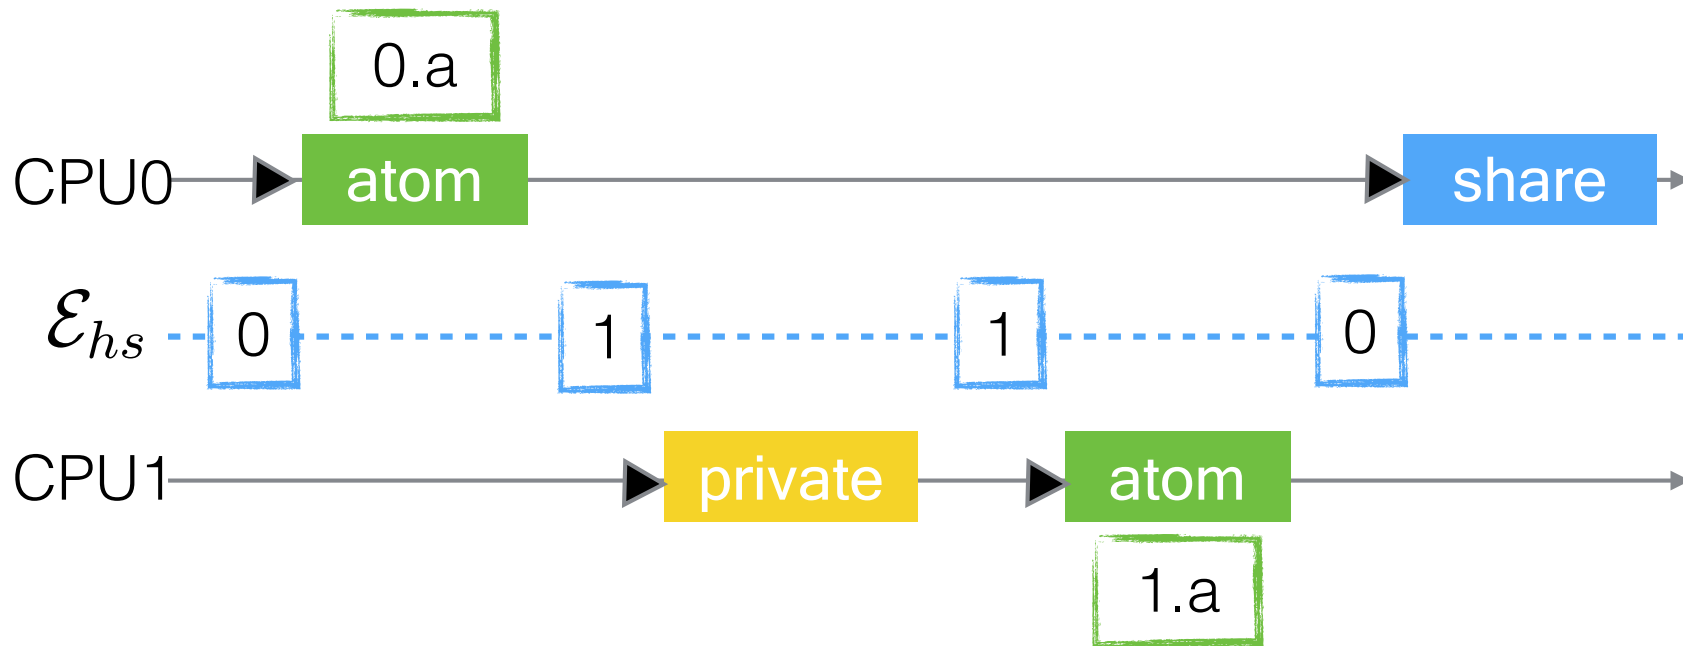 0.a
CPU0 atom share
ℰhs 0 1 1 0
CPU1 private atom
1.a